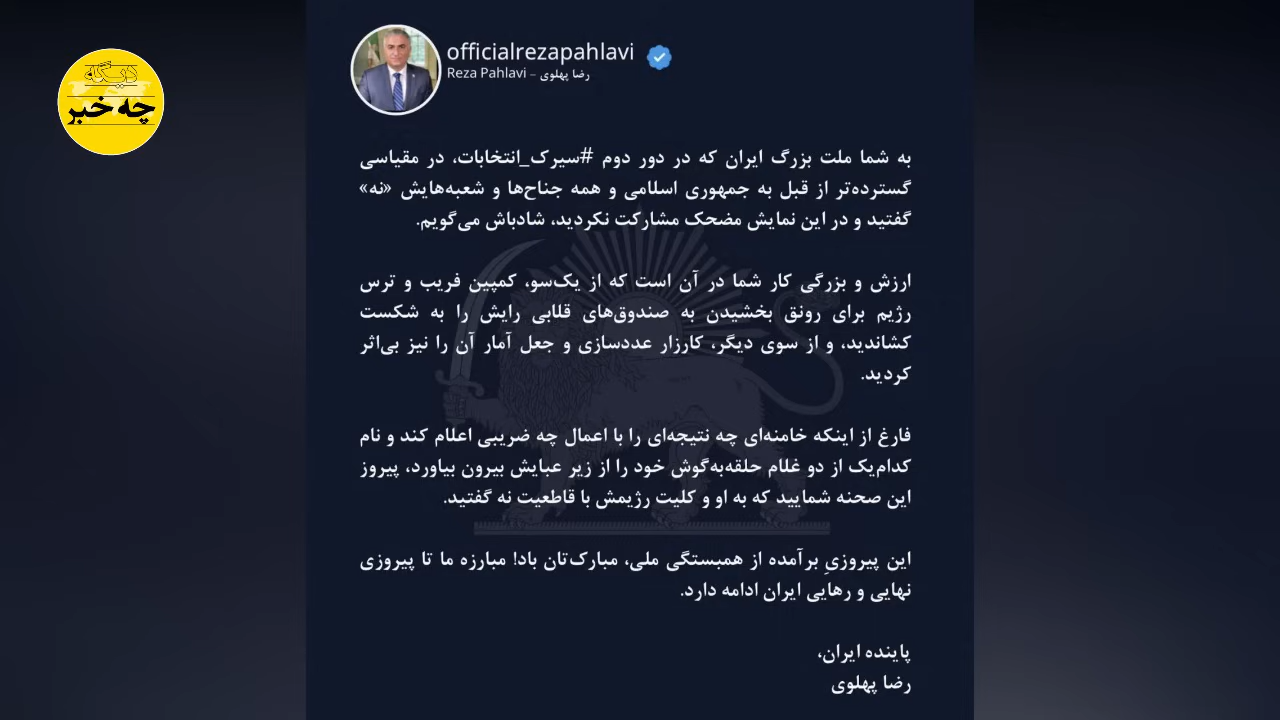 دیگه
چه خبر
officialrezapahlavi
Reza Pahlavi – رضا پهلوی
به شما ملت بزرگ ایران که در دور دوم #سیرک_انتخابات، در مقیاسی
گسترده‌تر از قبل به جمهوری اسلامی و همه جناح‌ها و شعبه‌هایش «نه»
گفتید و در این نمایش مضحک مشارکت نکردید، شادباش می‌گویم.
ارزش و بزرگی کار شما در آن است که از یک‌سو، کمپین فریب و ترس
رژیم برای رونق بخشیدن به صندوق‌های قلابی رایش را به شکست
کشاندید، و از سوی دیگر، کارزار عددسازی و جعل آمار آن را نیز بی‌اثر
کردید.
فارغ از اینکه خامنه‌ای چه نتیجه‌ای را با اعمال چه ضریبی اعلام کند و نام
کدام‌یک از دو غلام حلقه‌به‌گوش خود را از زیر عبایش بیرون بیاورد، پیروز
این صحنه شمایید که به او و کلیت رژیمش با قاطعیت نه گفتید.
این پیروزیِ برآمده از همبستگی ملی، مبارک‌تان باد! مبارزه ما تا پیروزی
نهایی و رهایی ایران ادامه دارد.
پاینده ایران،
رضا پهلوی